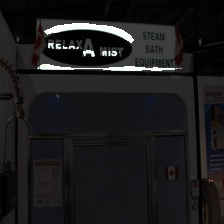 RELAX A MIST
STEAM
BATH
EQUIPMENT